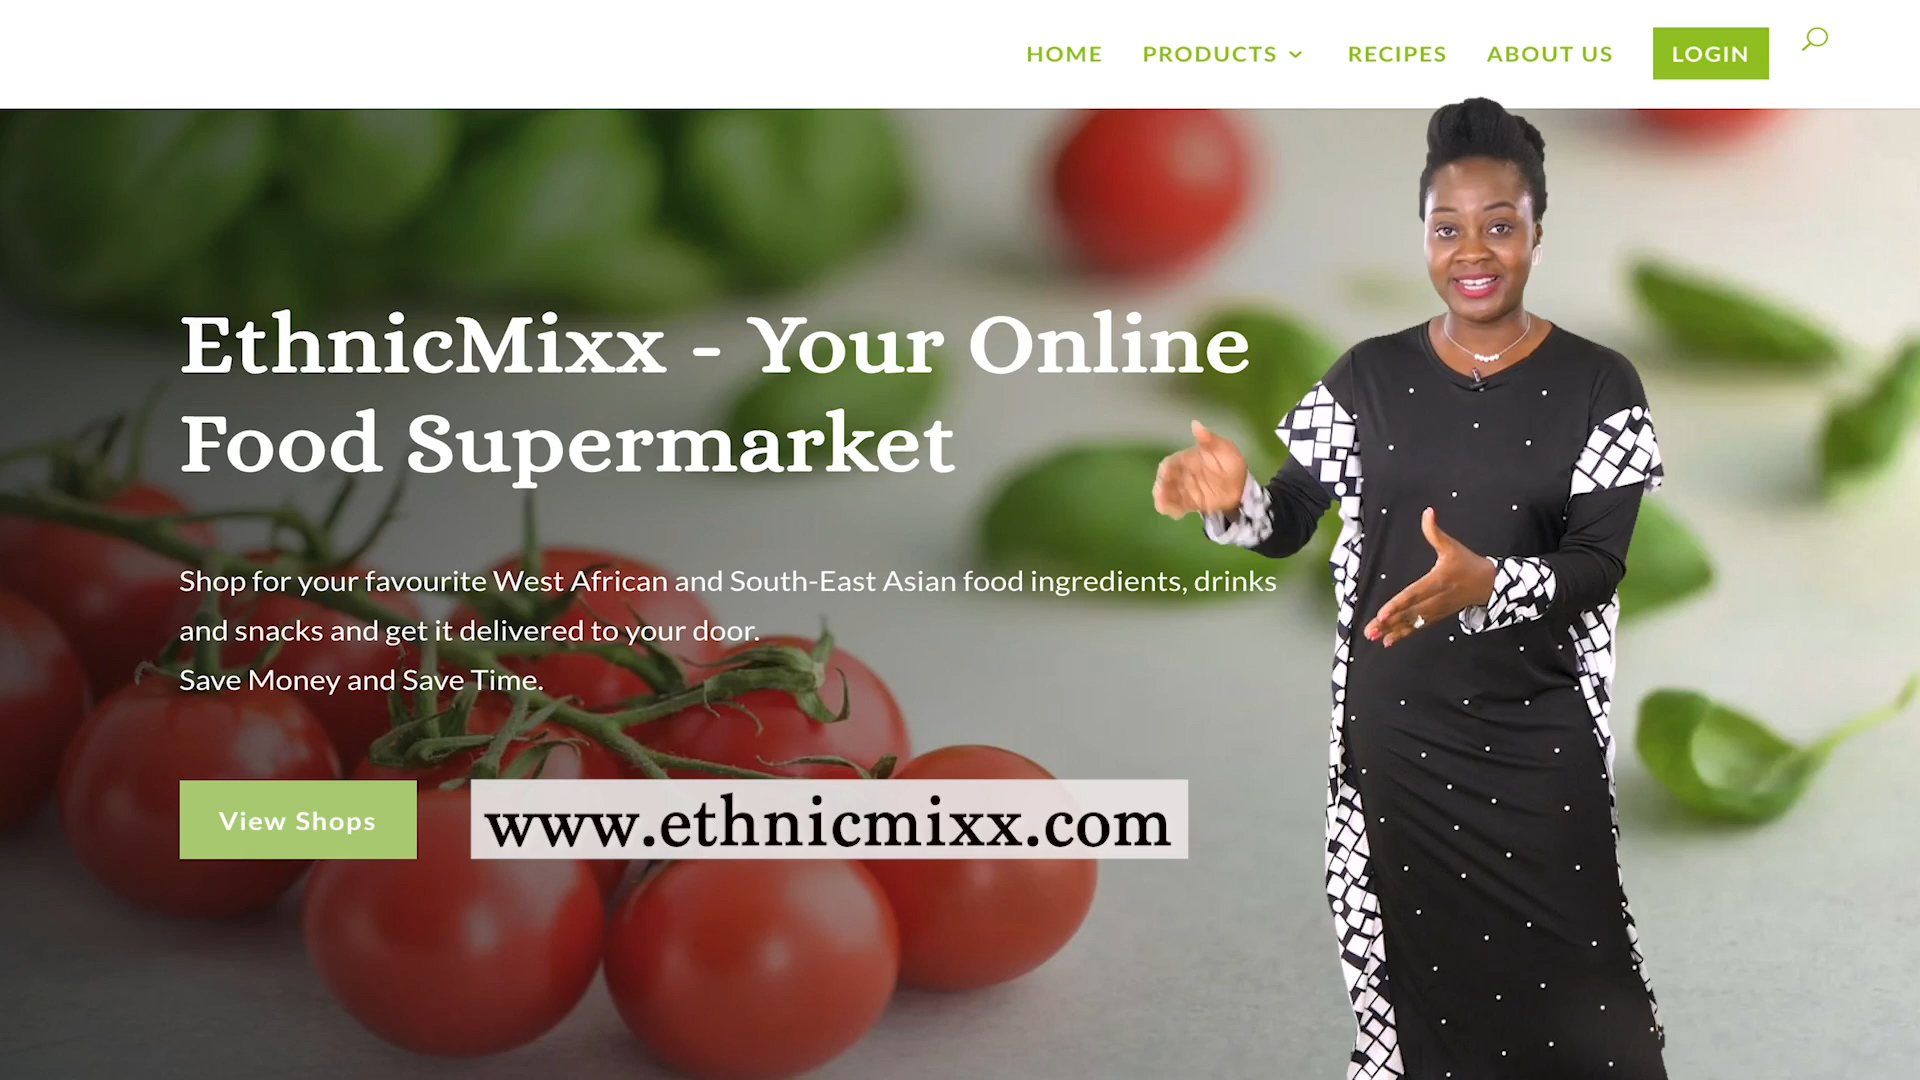 HOME PRODUCTS RECIPES ABOUT US LOGIN
EthnicMixx - Your Online
Food Supermarket
Shop for your favourite West African and South-East Asian food ingredients, drinks
and snacks and get it delivered to your door.
Save Money and Save Time.
View Shops
www.ethnicmixx.com